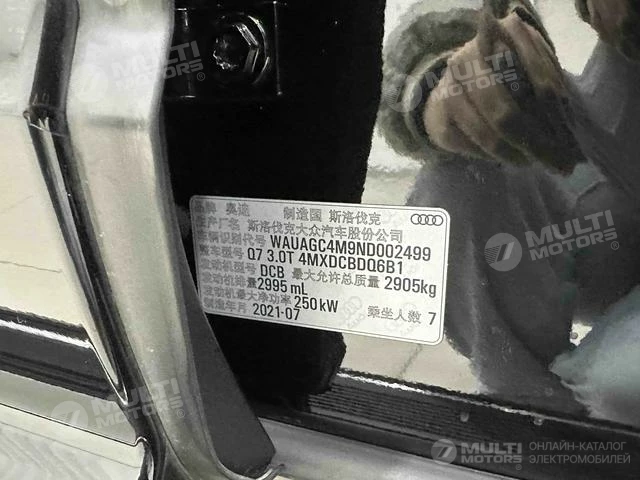 品牌 奥迪 制造国 斯洛伐克
生产厂名 斯洛伐克大众汽车股份公司
车辆识别代号 WAUAGC4M9ND002499
整车型号 Q7 3.0T 4MXDCBDQ6B1
发动机型号 DCB 最大允许总质量 2905kg
发动机排量 2995 mL
发动机最大净功率 250kW
制造年月 2021-07 乘坐人数 7
MULTI MOTORS®
MULTI MOTORS®
MULTI MOTORS®
MULTI MOTORS®
MULTI MOTORS
ОНЛАЙН-КАТАЛОГ
ЭЛЕКТРОМОБИЛЕЙ